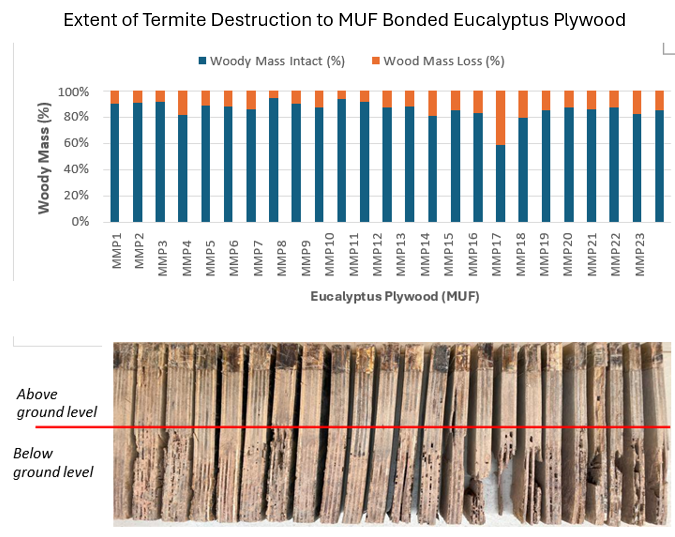 Extent of Termite Destruction to MUF Bonded Eucalyptus Plywood
Woody Mass Intact (%) Wood Mass Loss (%)
Woody Mass (%)
100%
80%
60%
40%
20%
0%
MMP1 MMP2 MMP3 MMP4 MMP5 MMP6 MMP7 MMP8 MMP9 MMP10 MMP11 MMP12 MMP13 MMP14 MMP15 MMP16 MMP17 MMP18 MMP19 MMP20 MMP21 MMP22 MMP23
Eucalyptus Plywood (MUF)
Above
ground level
Below
ground level